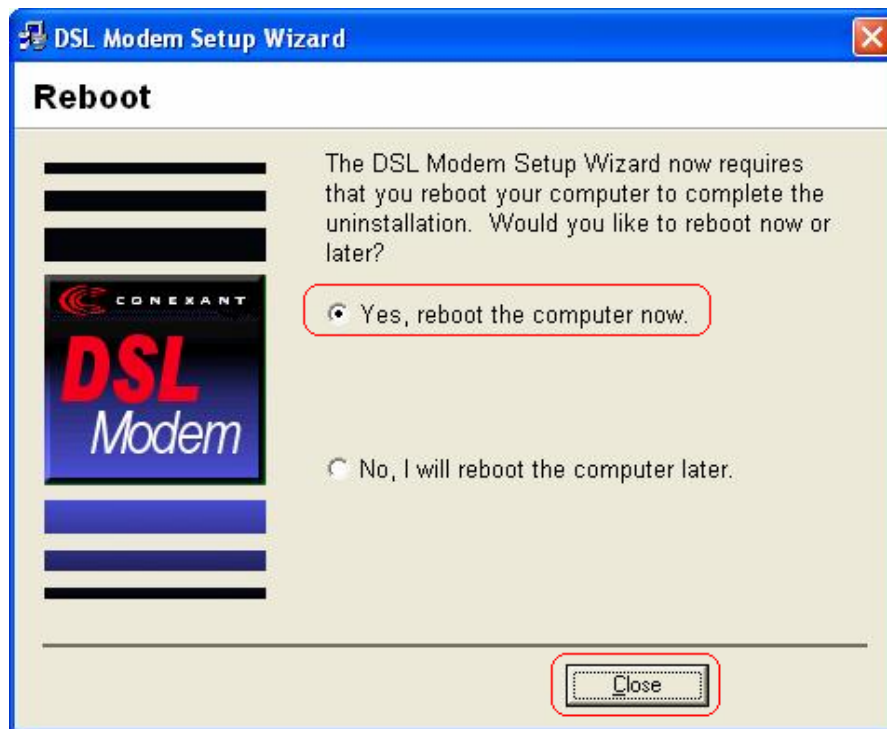 DSL Modem Setup Wizard
Reboot
The DSL Modem Setup Wizard now requires
that you reboot your computer to complete the
uninstallation. Would you like to reboot now or
later?
CONEXANT
DSL
Modem
Yes, reboot the computer now.
No, I will reboot the computer later.
Close